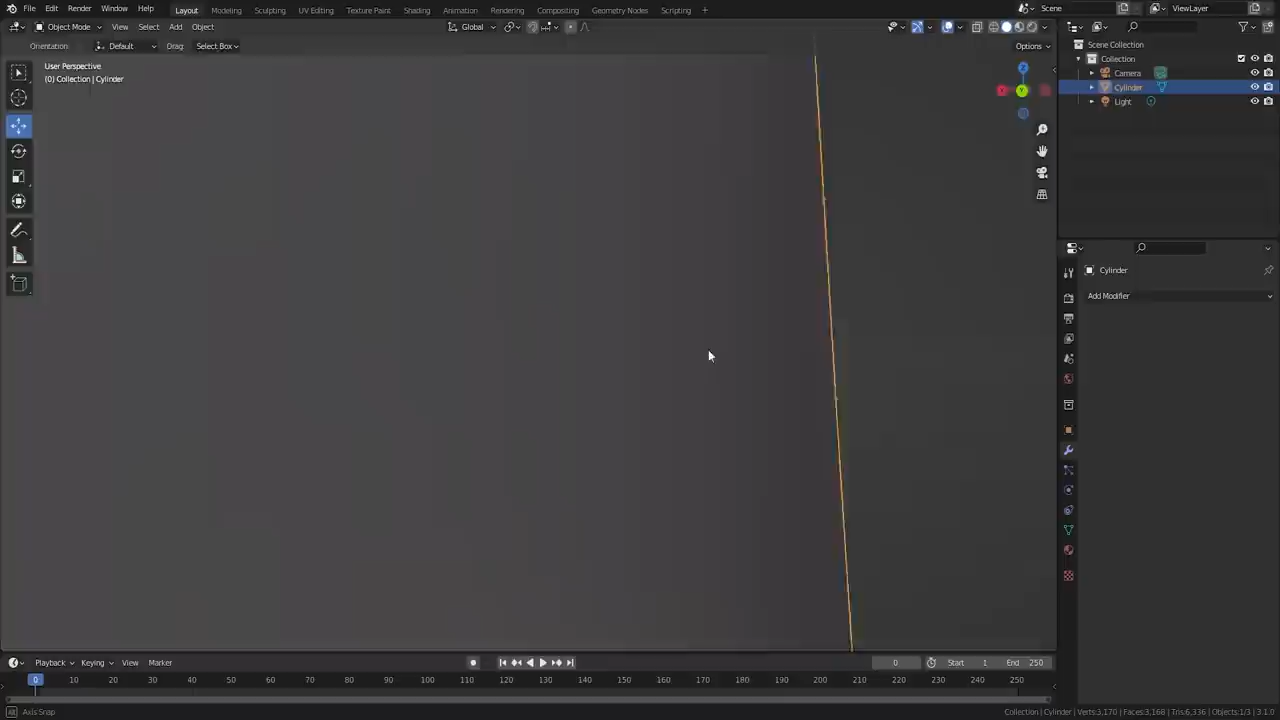 File Edit Render Window Help Layout Modeling Sculpting UV Editing Texture Paint Shading Animation Rendering Compositing Geometry Nodes Scripting + Scene ViewLayer
Object Mode View Select Add Object Global
Orientation: Default Drag: Select Box Options
User Perspective
(0) Collection | Cylinder
Z
Y
Scene Collection
Collection
Camera
Cylinder
Light
Cylinder
Add Modifier
Playback Keying View Marker 0 Start 1 End 250
0 10 20 30 40 50 60 70 80 90 100 110 120 130 140 150 160 170 180 190 200 210 220 230 240 250
Axis Snap Collection | Cylinder | Verts:3,170 | Faces:3,168 | Tris:6,336 | Objects:1/3 | 3.1.0